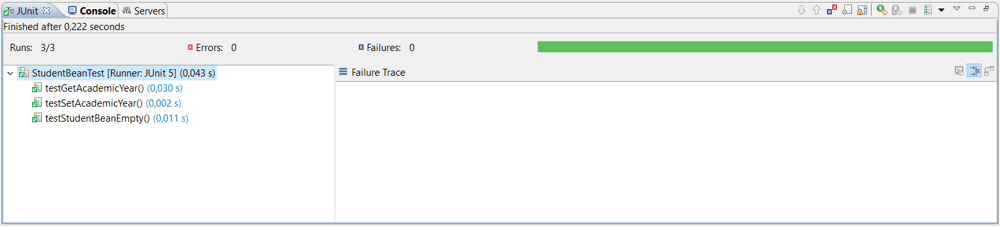 JUnit Console Servers
Finished after 0,222 seconds
Runs: 3/3 Errors: 0 Failures: 0
StudentBeanTest [Runner: JUnit 5] (0,043 s) Failure Trace
testGetAcademicYear() (0,030 s)
testSetAcademicYear() (0,002 s)
testStudentBeanEmpty() (0,011 s)